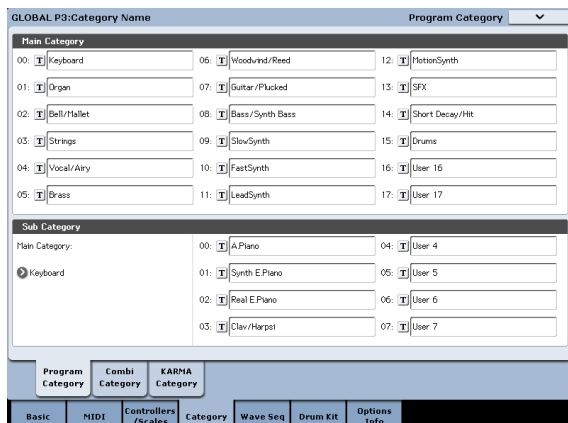 GLOBAL P3:Category Name Program Category
Main Category
00: T Keyboard 06: T Woodwind/Reed 12: T MotionSynth
01: T Organ 07: T Guitar/Plucked 13: T SFX
02: T Bell/Mallet 08: T Bass/Synth Bass 14: T Short Decay/Hit
03: T Strings 09: T SlowSynth 15: T Drums
04: T Vocal/Airy 10: T FastSynth 16: T User 16
05: T Brass 11: T LeadSynth 17: T User 17
Sub Category
Main Category: 00: T A.Piano 04: T User 4
Keyboard 01: T Synth E.Piano 05: T User 5
02: T Real E.Piano 06: T User 6
03: T Clav/Harpsi 07: T User 7
Program Combi KARMA
Category Category Category
Basic MIDI Controllers /Scales Category Wave Seq Drum Kit Options Info